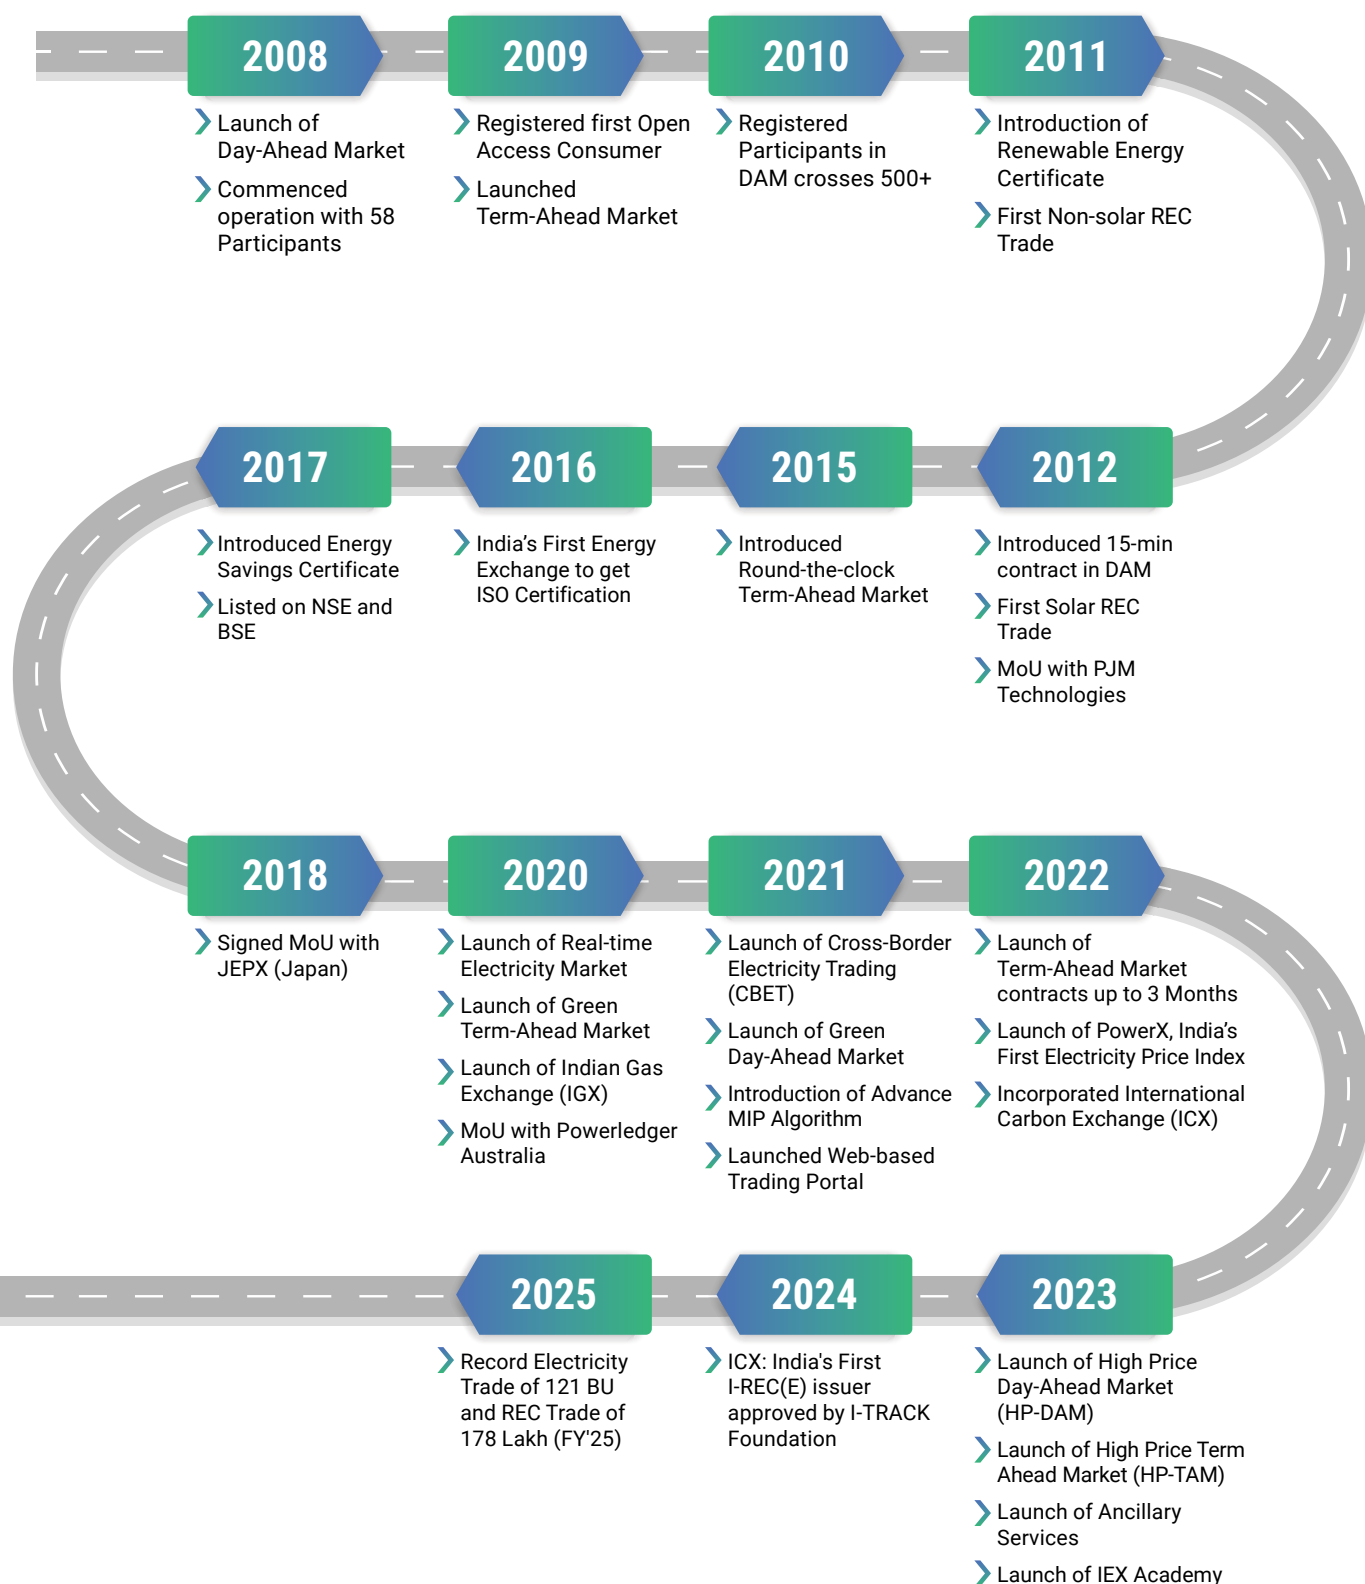 2008
Launch of
Day-Ahead Market
Commenced
operation with 58
Participants
2009
Registered first Open
Access Consumer
Launched
Term-Ahead Market
2010
Registered
Participants in
DAM crosses 500+
2011
Introduction of
Renewable Energy
Certificate
First Non-solar REC
Trade
2012
Introduced 15-min
contract in DAM
First Solar REC
Trade
MoU with PJM
Technologies
2015
Introduced
Round-the-clock
Term-Ahead Market
2016
India’s First Energy
Exchange to get
ISO Certification
2017
Introduced Energy
Savings Certificate
Listed on NSE and
BSE
2018
Signed MoU with
JEPX (Japan)
2020
Launch of Real-time
Electricity Market
Launch of Green
Term-Ahead Market
Launch of Indian Gas
Exchange (IGX)
MoU with Powerledger
Australia
2021
Launch of Cross-Border
Electricity Trading
(CBET)
Launch of Green
Day-Ahead Market
Introduction of Advance
MIP Algorithm
Launched Web-based
Trading Portal
2022
Launch of
Term-Ahead Market
contracts up to 3 Months
Launch of PowerX, India’s
First Electricity Price Index
Incorporated International
Carbon Exchange (ICX)
2023
Launch of High Price
Day-Ahead Market
(HP-DAM)
Launch of High Price Term
Ahead Market (HP-TAM)
Launch of Ancillary
Services
Launch of IEX Academy
2024
ICX: India's First
I-REC(E) issuer
approved by I-TRACK
Foundation
2025
Record Electricity
Trade of 121 BU
and REC Trade of
178 Lakh (FY'25)